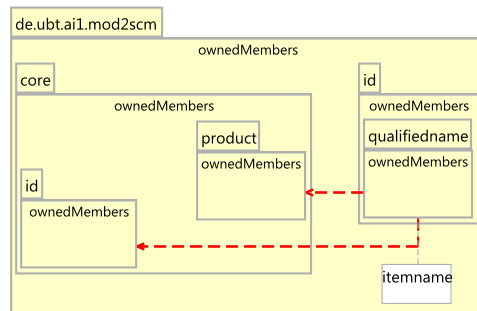 de.ubt.ai1.mod2scm
ownedMembers
core
id
ownedMembers
ownedMembers
product
qualifiedname
ownedMembers
ownedMembers
id
ownedMembers
itemname